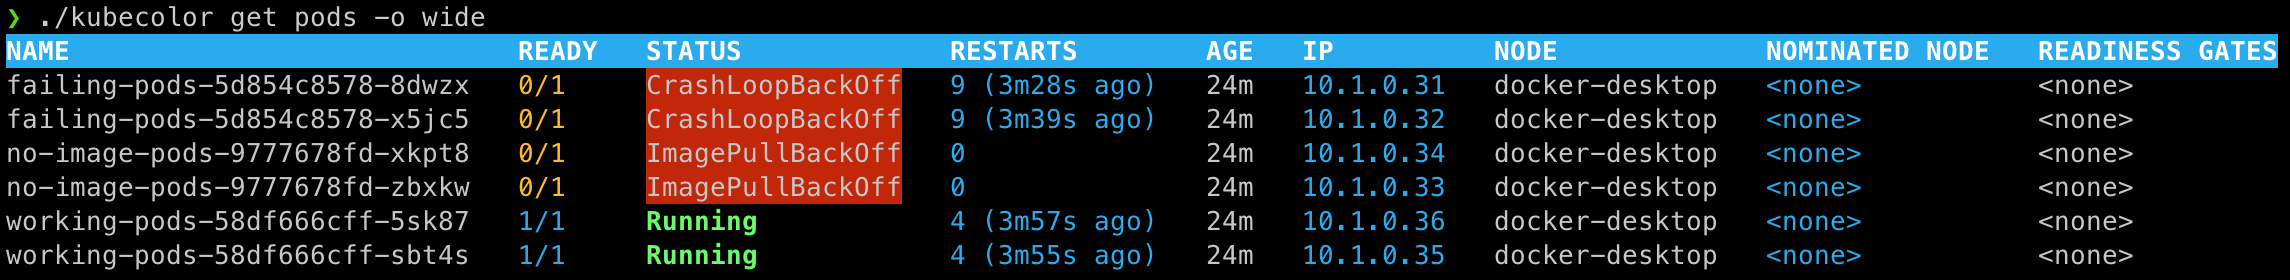 ❯ ./kubecolor get pods -o wide
NAME                            READY   STATUS             RESTARTS        AGE   IP          NODE             NOMINATED NODE   READINESS GATES
failing-pods-5d854c8578-8dwzx   0/1     CrashLoopBackOff   9 (3m28s ago)   24m   10.1.0.31   docker-desktop   <none>           <none>
failing-pods-5d854c8578-x5jc5   0/1     CrashLoopBackOff   9 (3m39s ago)   24m   10.1.0.32   docker-desktop   <none>           <none>
no-image-pods-9777678fd-xkpt8   0/1     ImagePullBackOff   0               24m   10.1.0.34   docker-desktop   <none>           <none>
no-image-pods-9777678fd-zbxkw   0/1     ImagePullBackOff   0               24m   10.1.0.33   docker-desktop   <none>           <none>
working-pods-58df666cff-5sk87   1/1     Running            4 (3m57s ago)   24m   10.1.0.36   docker-desktop   <none>           <none>
working-pods-58df666cff-sbt4s   1/1     Running            4 (3m55s ago)   24m   10.1.0.35   docker-desktop   <none>           <none>